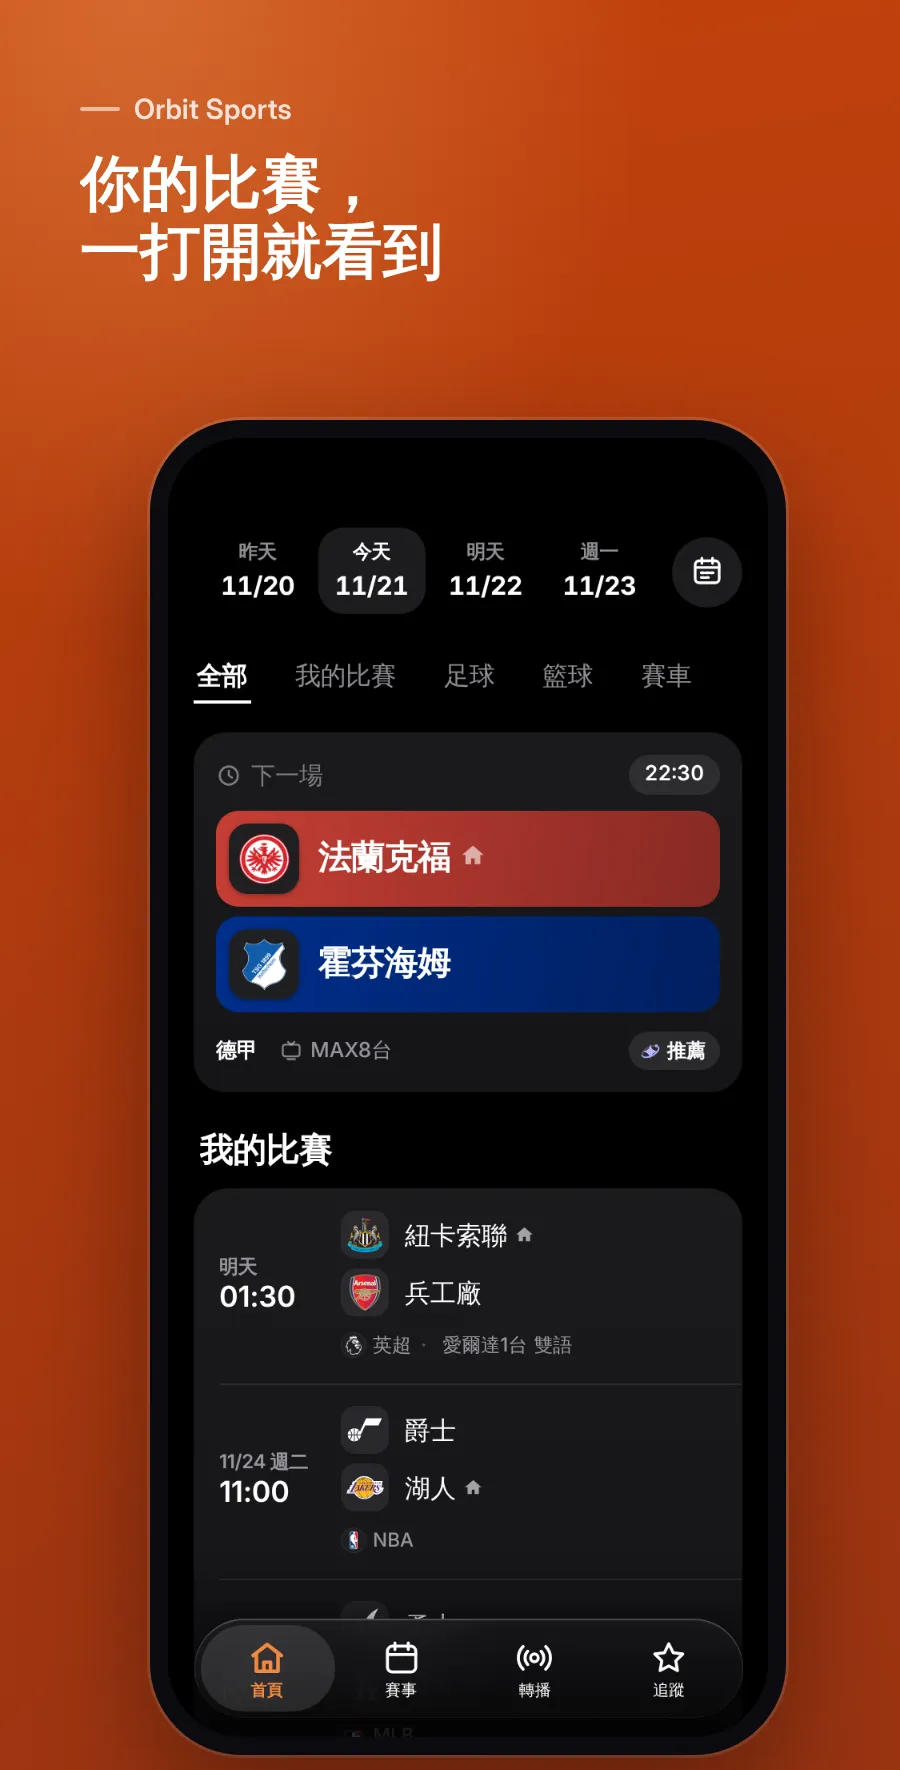 Orbit Sports
你的比賽，
一打開就看到
昨天 今天 明天 週一
11/20 11/21 11/22 11/23
全部 我的比賽 足球 籃球 賽車
下一場 22:30
法蘭克福
霍芬海姆
德甲 MAX8台 推薦
我的比賽
紐卡索聯
明天
01:30
Arsenal
兵工廠
英超 · 愛爾達1台 雙語
爵士
11/24 週二
11:00
LAKERS
湖人
NBA
首頁 賽事 轉播 追蹤
MLB